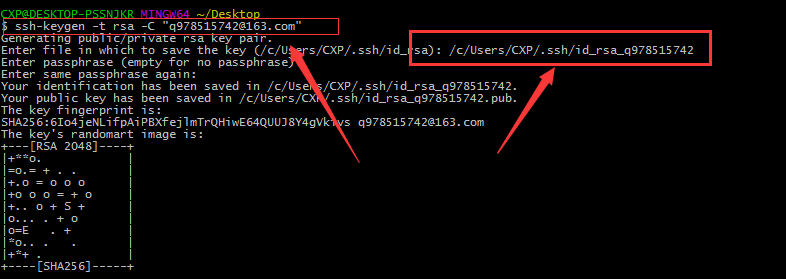 CXP@DESKTOP-PSSNJKR MINGW64 ~/Desktop
$ ssh-keygen -t rsa -C "q978515742@163.com"
Generating public/private rsa key pair.
Enter file in which to save the key (/c/Users/CXP/.ssh/id_rsa): /c/Users/CXP/.ssh/id_rsa_q978515742
Enter passphrase (empty for no passphrase)
Enter same passphrase again:
Your identification has been saved in /c/Users/CXP/.ssh/id_rsa_q978515742.
Your public key has been saved in /c/Users/CXP/.ssh/id_rsa_q978515742.pub.
The key fingerprint is:
q978515742@163.com
The key's randomart image is:
+---[RSA 2048]----+
|+**o.            |
|=o.= + . .       |
|+.o = o o o      |
|+o o o = + o     |
|+.. o + S +      |
|o... . + o       |
|o=E   . +        |
|*o.. .   .       |
|+*+ .            |
+----[SHA256]-----+